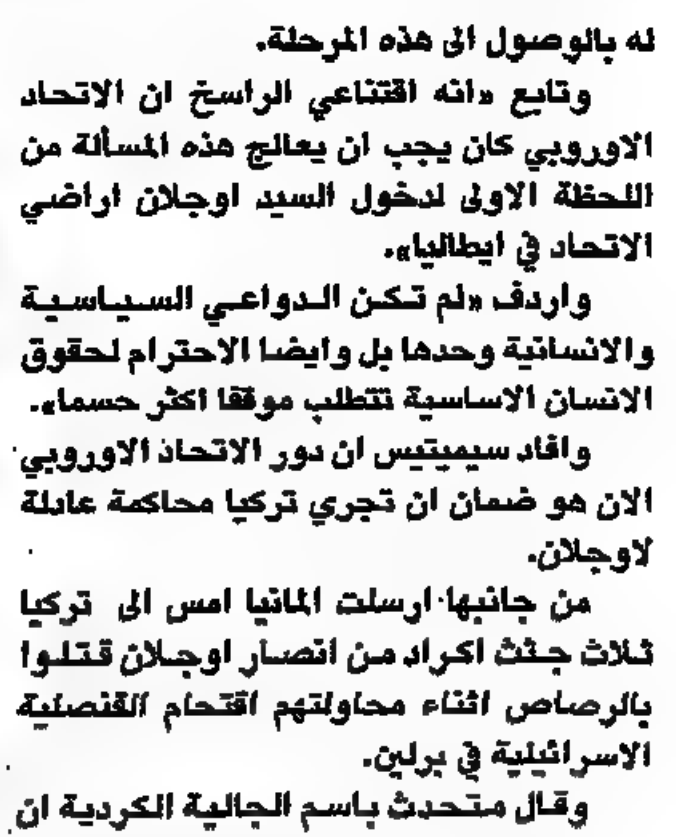 له بالوصول الى هذه المرحلة.
وتابع «انه اقتناعي الراسخ ان الاتحاد
الاوروبي كان يجب ان يعالج هذه المسألة من
اللحظة الاولى لدخول السيد اوجلان اراضي
الاتحاد في ايطاليا».
واردف «لم تكن الدواعي السياسية
والانسانية وحدها بل وايضا الاحترام لحقوق
الانسان الاساسية تتطلب موقفا اكثر حسما».
وافاد سيميتيس ان دور الاتحاد الاوروبي
الان هو ضمان ان تجري تركيا محاكمة عادلة
لاوجلان.
من جانبها ارسلت المانيا امس الى تركيا
ثلاث جثث اكراد من انصار اوجلان قتلوا
بالرصاص اثناء محاولتهم اقتحام القنصلية
الاسرائيلية في برلين.
وقال متحدث باسم الجالية الكردية ان